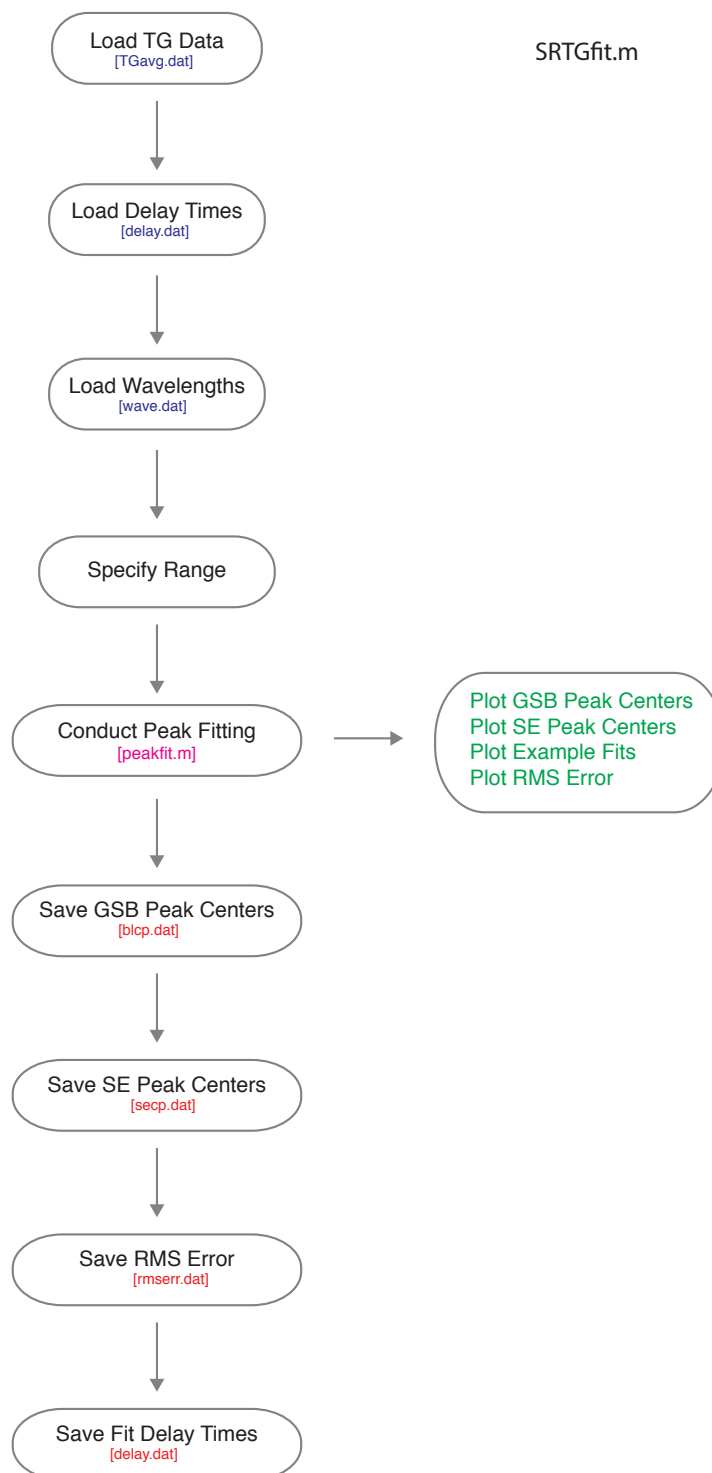 Load TG Data
[TGavg.dat]
SRTGfit.m
Load Delay Times
[delay.dat]
Load Wavelengths
[wave.dat]
Specify Range
Conduct Peak Fitting
[peakfit.m]
Plot GSB Peak Centers
Plot SE Peak Centers
Plot Example Fits
Plot RMS Error
Save GSB Peak Centers
[blcp.dat]
Save SE Peak Centers
[secp.dat]
Save RMS Error
[rmserr.dat]
Save Fit Delay Times
[delay.dat]